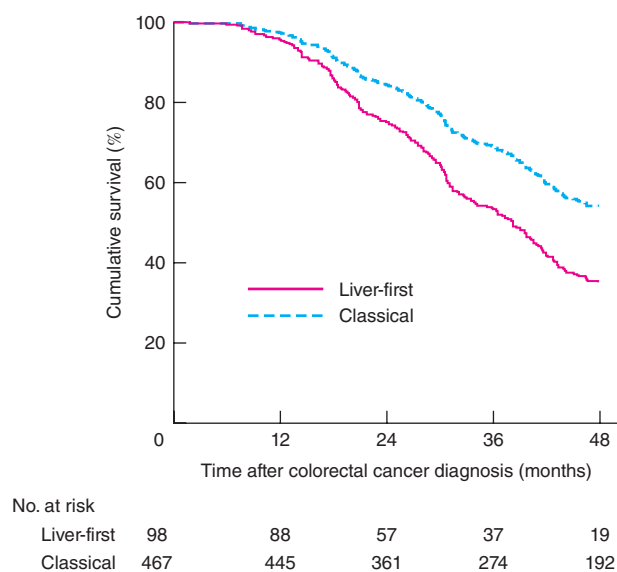 100
80
60
40
20
0
Cumulative survival (%)
Liver-first
Classical
12 24 36 48
Time after colorectal cancer diagnosis (months)
No. at risk
Liver-first 98 88 57 37 19
Classical 467 445 361 274 192